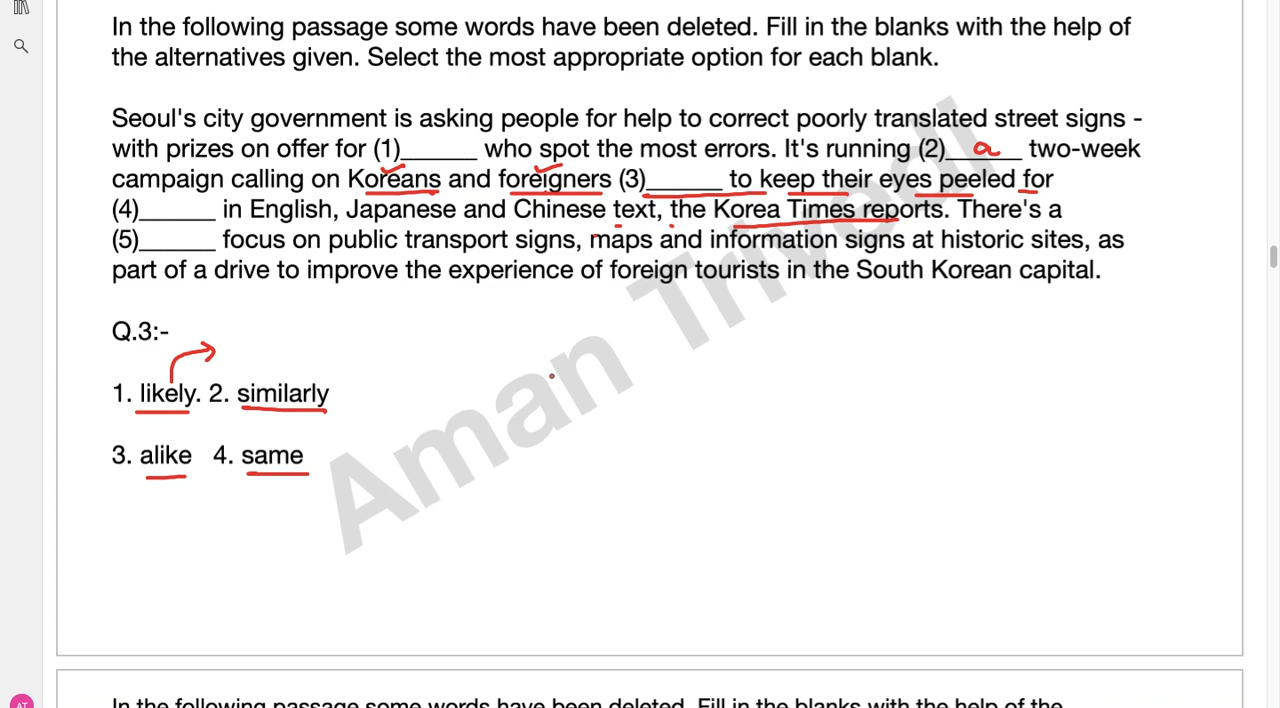 In the following passage some words have been deleted. Fill in the blanks with the help of
the alternatives given. Select the most appropriate option for each blank.
Seoul's city government is asking people for help to correct poorly translated street signs -
with prizes on offer for (1)______ who spot the most errors. It's running (2)__a__ two-week
campaign calling on Koreans and foreigners (3)______ to keep their eyes peeled for
(4)______ in English, Japanese and Chinese text, the Korea Times reports. There's a
(5)______ focus on public transport signs, maps and information signs at historic sites, as
part of a drive to improve the experience of foreign tourists in the South Korean capital.
Q.3:-
1. likely. 2. similarly
3. alike 4. same
Aman Trivedi
AT
In the following passage some words have been deleted. Fill in the blanks with the help of the